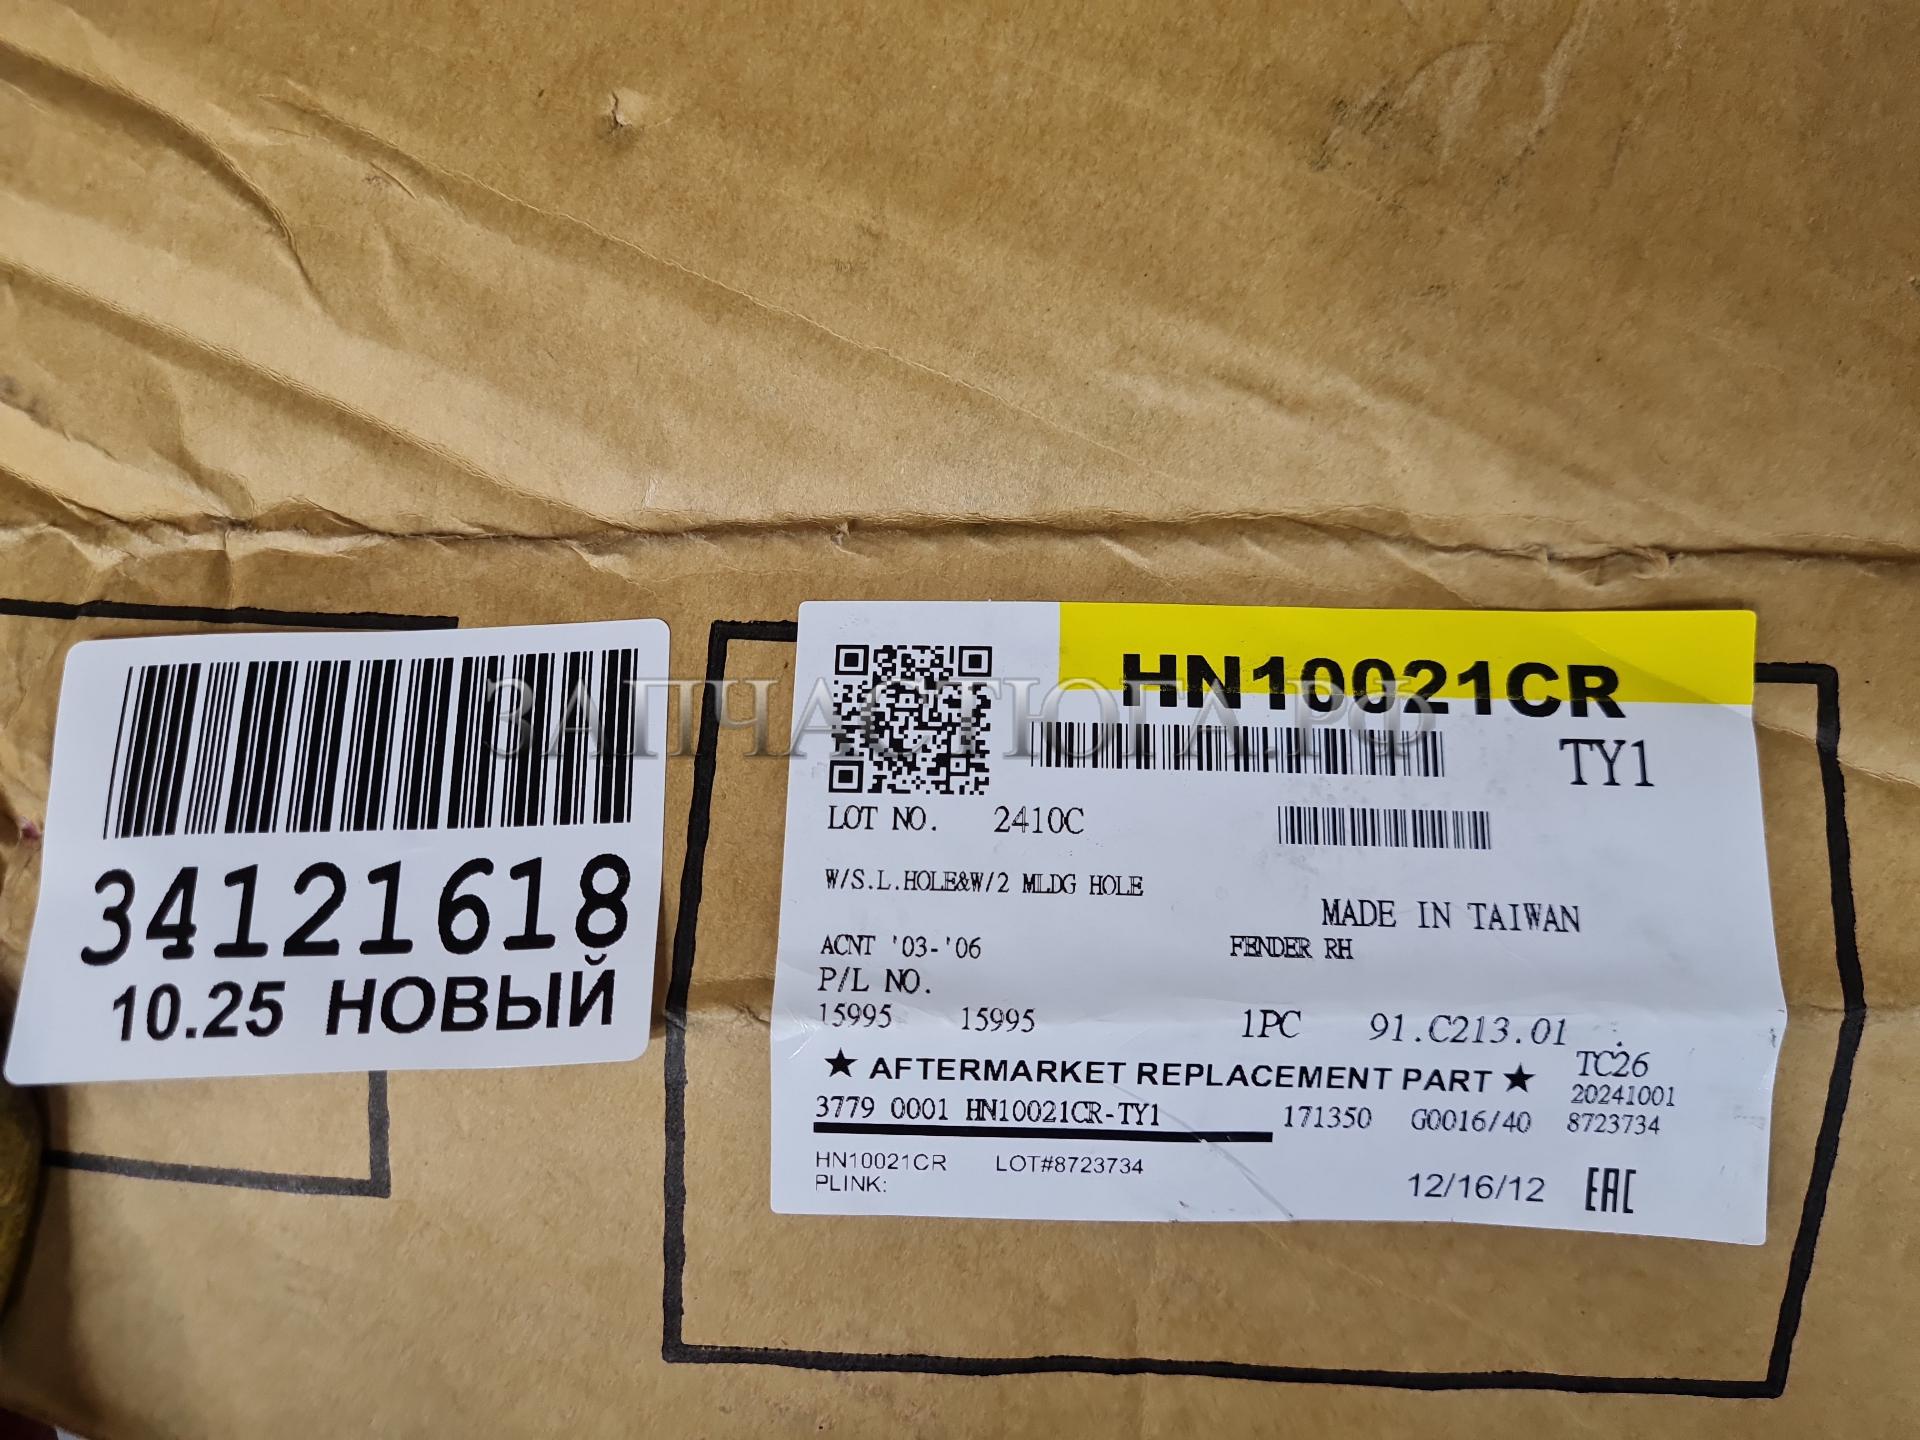 34121618
10.25 НОВЫЙ
ЗАПЧАСТЮГА.РФ
HN10021CR
TY1
LOT NO. 2410C
W/S.L.HOLE&W/2 MLDG HOLE
MADE IN TAIWAN
ACNT '03-'06 FENDER RH
P/L NO.
15995 15995 1PC 91.C213.01
★ AFTERMARKET REPLACEMENT PART ★ TC26
20241001
3779 0001 HN10021CR-TY1 171350 G0016/40 8723734
HN10021CR LOT#8723734
PLINK: 12/16/12 EAC